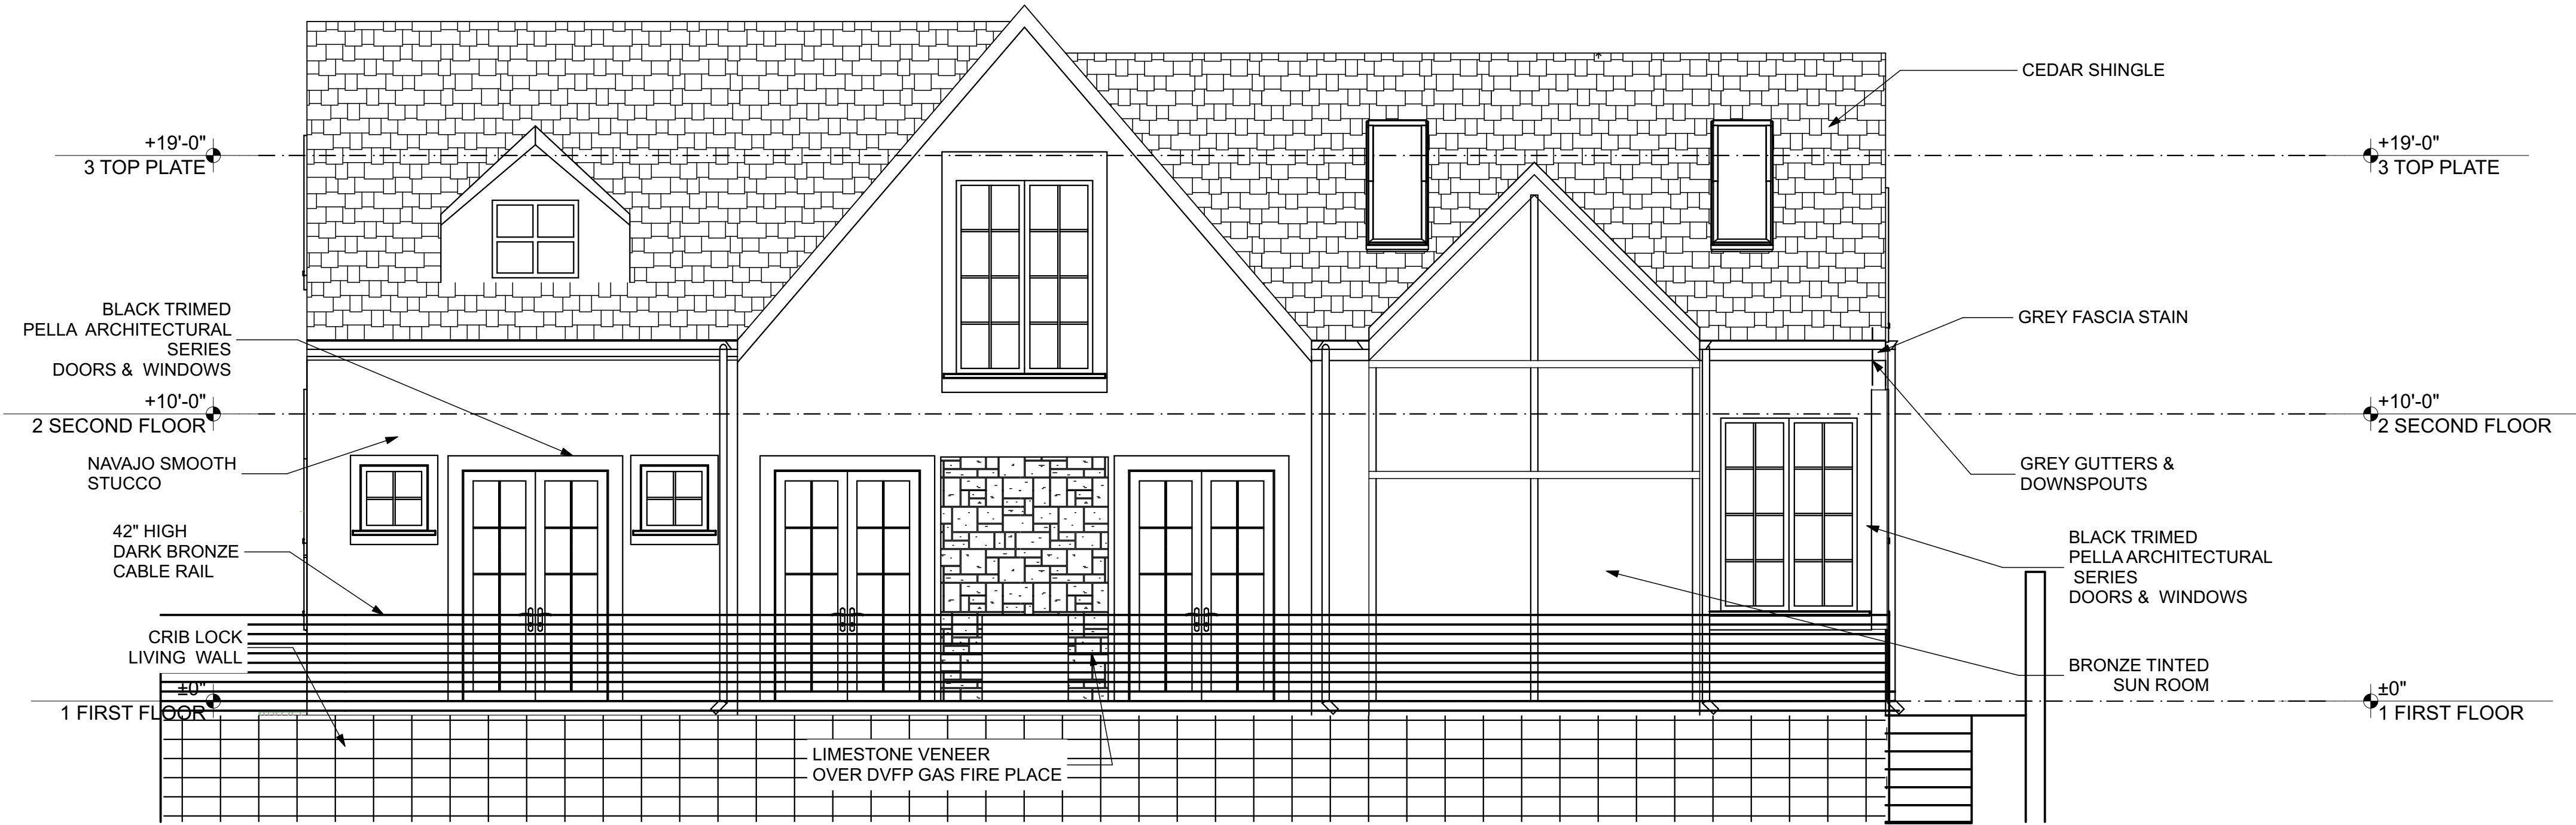 CEDAR SHINGLE
+19'-0"
3 TOP PLATE
+19'-0"
3 TOP PLATE
BLACK TRIMED
PELLA ARCHITECTURAL
SERIES
DOORS & WINDOWS
GREY FASCIA STAIN
+10'-0"
2 SECOND FLOOR
+10'-0"
2 SECOND FLOOR
NAVAJO SMOOTH
STUCCO
GREY GUTTERS &
DOWNSPOUTS
42" HIGH
DARK BRONZE
CABLE RAIL
BLACK TRIMED
PELLA ARCHITECTURAL
SERIES
DOORS & WINDOWS
CRIB LOCK
LIVING WALL
BRONZE TINTED
SUN ROOM
±0"
1 FIRST FLOOR
±0"
1 FIRST FLOOR
LIMESTONE VENEER
OVER DVFP GAS FIRE PLACE